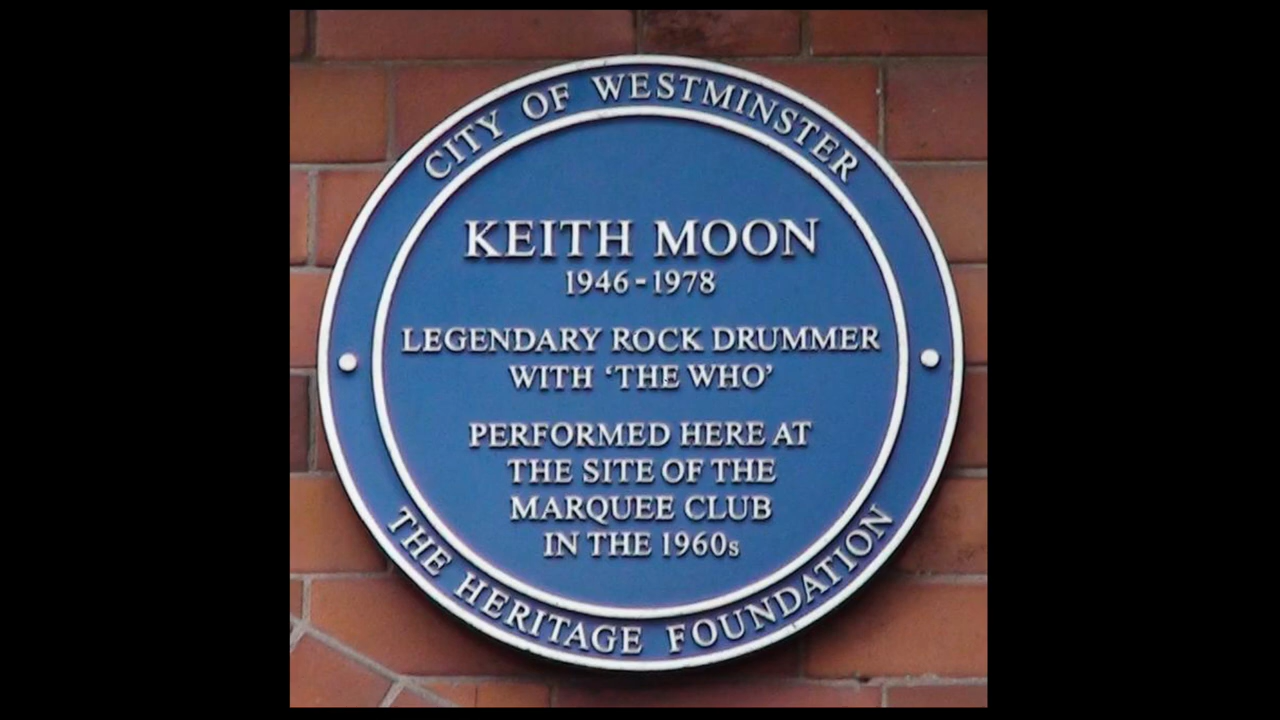 CITY OF WESTMINSTER
KEITH MOON
1946-1978
LEGENDARY ROCK DRUMMER
WITH ‘THE WHO’
PERFORMED HERE AT
THE SITE OF THE
MARQUEE CLUB
IN THE 1960s
THE HERITAGE FOUNDATION